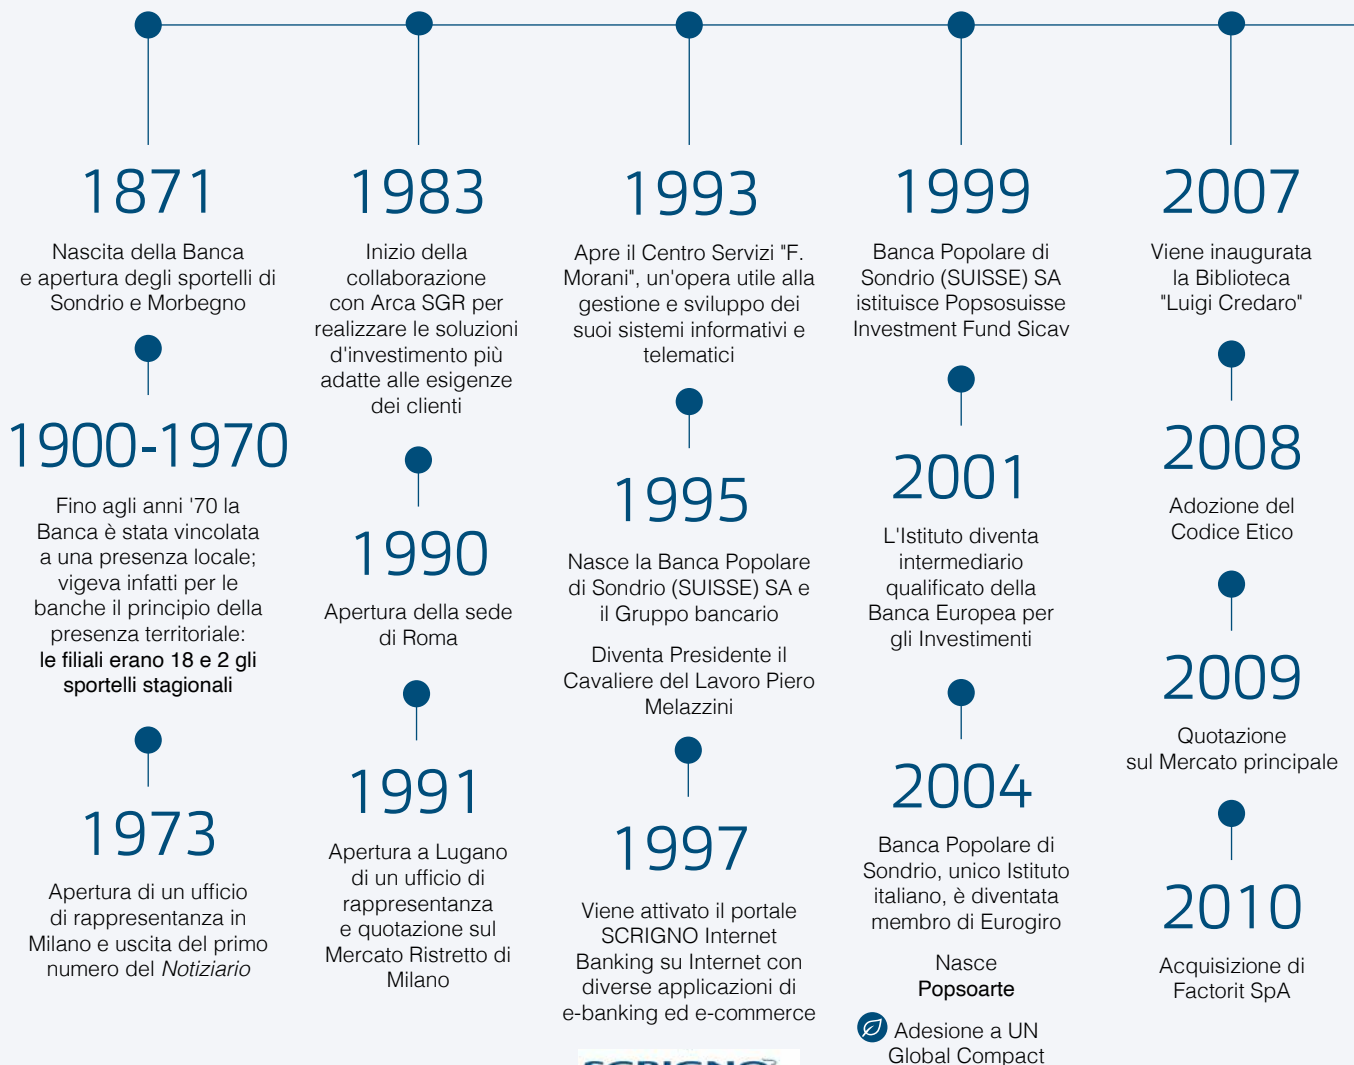 1871
Nascita della Banca
e apertura degli sportelli di
Sondrio e Morbegno
1900-1970
Fino agli anni '70 la
Banca è stata vincolata
a una presenza locale;
vigeva infatti per le
banche il principio della
presenza territoriale:
le filiali erano 18 e 2 gli
sportelli stagionali
1973
Apertura di un ufficio
di rappresentanza in
Milano e uscita del primo
numero del Notiziario
1983
Inizio della
collaborazione
con Arca SGR per
realizzare le soluzioni
d'investimento più
adatte alle esigenze
dei clienti
1990
Apertura della sede
di Roma
1991
Apertura a Lugano
di un ufficio di
rappresentanza
e quotazione sul
Mercato Ristretto di
Milano
1993
Apre il Centro Servizi "F.
Morani", un'opera utile alla
gestione e sviluppo dei
suoi sistemi informativi e
telematici
1995
Nasce la Banca Popolare
di Sondrio (SUISSE) SA e
il Gruppo bancario
Diventa Presidente il
Cavaliere del Lavoro Piero
Melazzini
1997
Viene attivato il portale
SCRIGNO Internet
Banking su Internet con
diverse applicazioni di
e-banking ed e-commerce
SCRIGNO
1999
Banca Popolare di
Sondrio (SUISSE) SA
istituisce Popsosuisse
Investment Fund Sicav
2001
L'Istituto diventa
intermediario
qualificato della
Banca Europea per
gli Investimenti
2004
Banca Popolare di
Sondrio, unico Istituto
italiano, è diventata
membro di Eurogiro
Nasce
Popsoarte
Adesione a UN
Global Compact
2007
Viene inaugurata
la Biblioteca
"Luigi Credaro"
2008
Adozione del
Codice Etico
2009
Quotazione
sul Mercato principale
2010
Acquisizione di
Factorit SpA